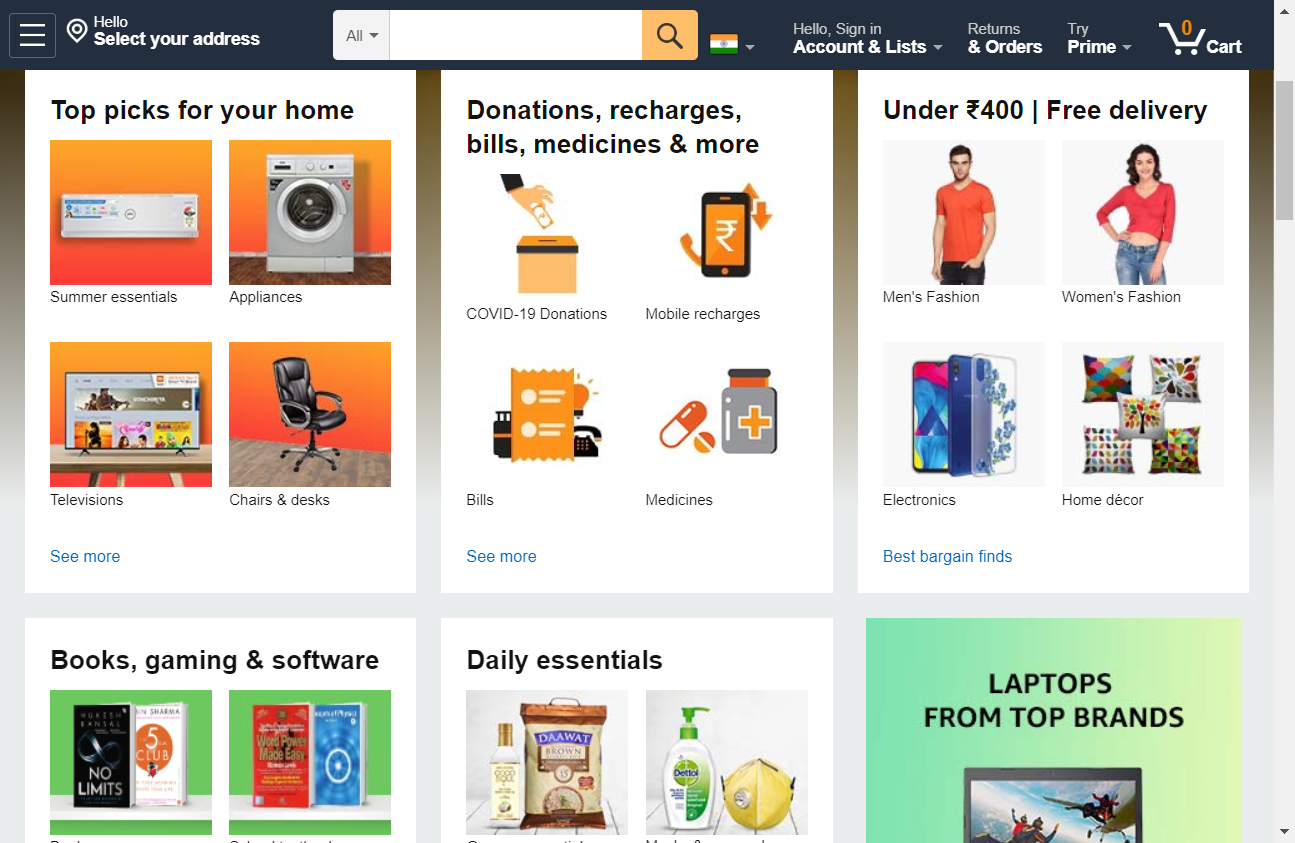 Hello
Select your address
All
Hello, Sign in
Account & Lists
Returns
& Orders
Try
Prime
0
Cart
Top picks for your home
Summer essentials
Appliances
Televisions
Chairs & desks
See more
Donations, recharges,
bills, medicines & more
₹
COVID-19 Donations
Mobile recharges
Bills
Medicines
See more
Under ₹400 | Free delivery
Men's Fashion
Women's Fashion
Electronics
Home décor
Best bargain finds
Books, gaming & software
MUKESH
BANSAL
NO
LIMITS
SHARMA
5
CLUB
Word Power
Made Easy
Daily essentials
DAAWAT
BROWN
15
Dettol
LAPTOPS
FROM TOP BRANDS